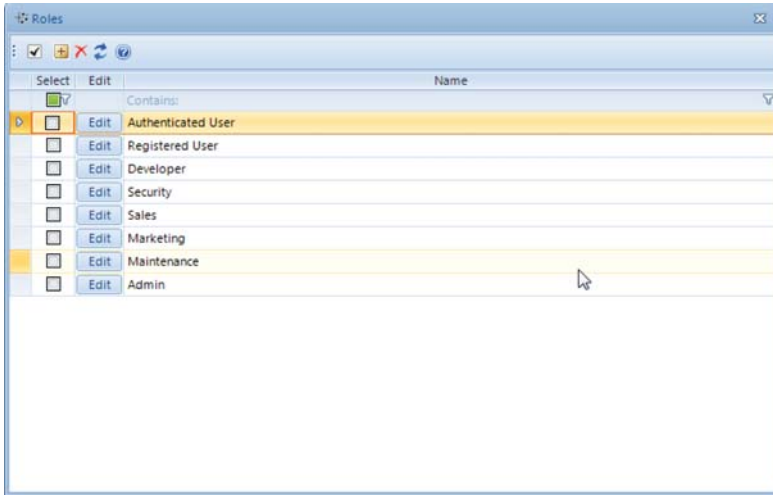 Roles
Select Edit Name
Contains:
Edit Authenticated User
Edit Registered User
Edit Developer
Edit Security
Edit Sales
Edit Marketing
Edit Maintenance
Edit Admin